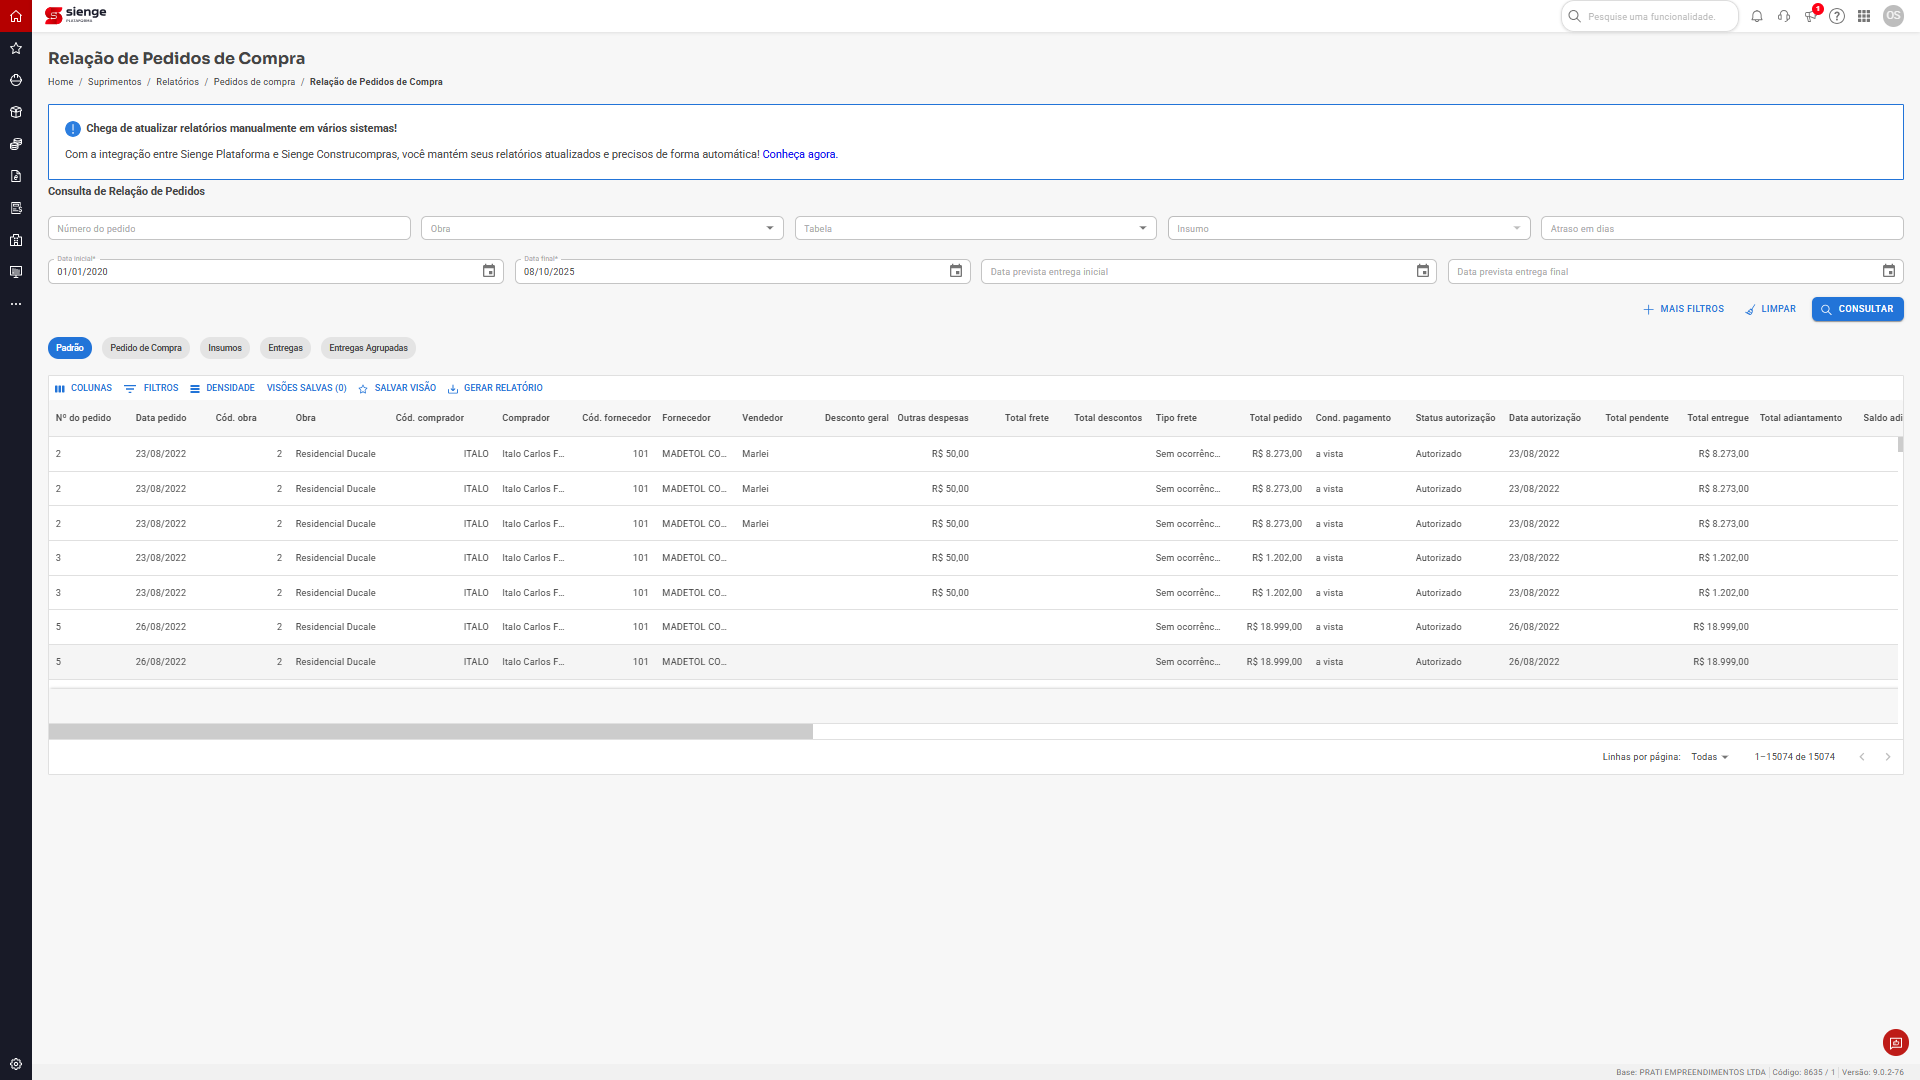 sienge
PLATAFORMA
Pesquise uma funcionalidade.
1
?
OS
Relação de Pedidos de Compra
Home / Suprimentos / Relatórios / Pedidos de compra / Relação de Pedidos de Compra
Chega de atualizar relatórios manualmente em vários sistemas!
Com a integração entre Sienge Plataforma e Sienge Construcompras, você mantém seus relatórios atualizados e precisos de forma automática! Conheça agora.
Consulta de Relação de Pedidos
Número do pedido Obra Tabela Insumo Atraso em dias
Data inicial* Data final*
01/01/2020 08/10/2025 Data prevista entrega inicial Data prevista entrega final
MAIS FILTROS LIMPAR CONSULTAR
Padrão Pedido de Compra Insumos Entregas Entregas Agrupadas
COLUNAS FILTROS DENSIDADE VISÕES SALVAS (0) SALVAR VISÃO GERAR RELATÓRIO
Nº do pedido Data pedido Cód. obra Obra Cód. comprador Comprador Cód. fornecedor Fornecedor Vendedor Desconto geral Outras despesas Total frete Total descontos Tipo frete Total pedido Cond. pagamento Status autorização Data autorização Total pendente Total entregue Total adiantamento Saldo adi
2 23/08/2022 2 Residencial Ducale ITALO Italo Carlos F... 101 MADETOL CO... Marlei R$ 50,00 Sem ocorrênc... R$ 8.273,00 a vista Autorizado 23/08/2022 R$ 8.273,00
2 23/08/2022 2 Residencial Ducale ITALO Italo Carlos F... 101 MADETOL CO... Marlei R$ 50,00 Sem ocorrênc... R$ 8.273,00 a vista Autorizado 23/08/2022 R$ 8.273,00
2 23/08/2022 2 Residencial Ducale ITALO Italo Carlos F... 101 MADETOL CO... Marlei R$ 50,00 Sem ocorrênc... R$ 8.273,00 a vista Autorizado 23/08/2022 R$ 8.273,00
3 23/08/2022 2 Residencial Ducale ITALO Italo Carlos F... 101 MADETOL CO... R$ 50,00 Sem ocorrênc... R$ 1.202,00 a vista Autorizado 23/08/2022 R$ 1.202,00
3 23/08/2022 2 Residencial Ducale ITALO Italo Carlos F... 101 MADETOL CO... R$ 50,00 Sem ocorrênc... R$ 1.202,00 a vista Autorizado 23/08/2022 R$ 1.202,00
5 26/08/2022 2 Residencial Ducale ITALO Italo Carlos F... 101 MADETOL CO... Sem ocorrênc... R$ 18.999,00 a vista Autorizado 26/08/2022 R$ 18.999,00
5 26/08/2022 2 Residencial Ducale ITALO Italo Carlos F... 101 MADETOL CO... Sem ocorrênc... R$ 18.999,00 a vista Autorizado 26/08/2022 R$ 18.999,00
Linhas por página: Todas 1–15074 de 15074
Base: PRATI EMPREENDIMENTOS LTDA | Código: 8635 / 1 | Versão: 9.0.2-76